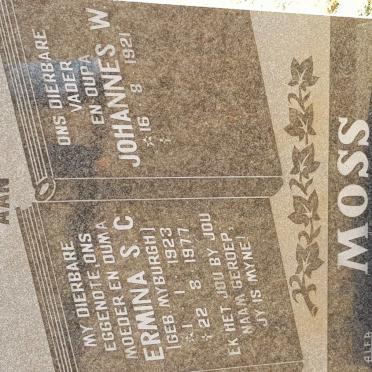 AAN
MY DIERBARE
EGGENOTE, ONS
MOEDER EN OUMA
ERMINA S. C
(GEB MYBURGH)
* 1 . 1 . 1923
22 . 8 . 1977
EK HET JOU BY JOU
NAAM GEROEP,
JY IS MYNE!
ONS DIERBARE
VADER
EN OUPA
JOHANNES W
* 16 8 1921
MOSS